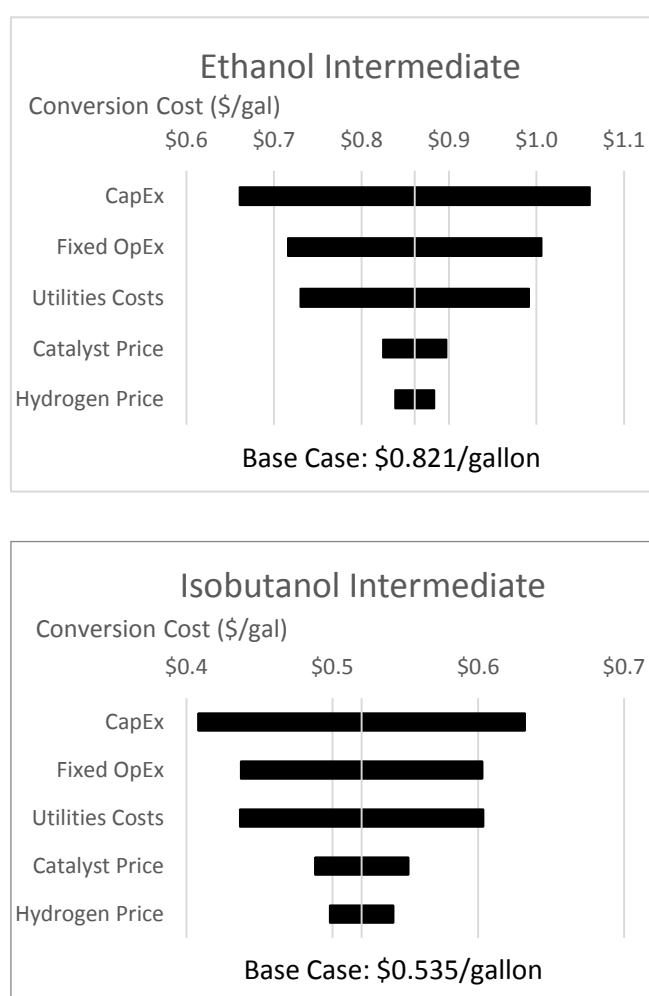 Ethanol Intermediate
Conversion Cost ($/gal)
$0.6 $0.7 $0.8 $0.9 $1.0 $1.1
CapEx
Fixed OpEx
Utilities Costs
Catalyst Price
Hydrogen Price
Base Case: $0.821/gallon
Isobutanol Intermediate
Conversion Cost ($/gal)
$0.4 $0.5 $0.6 $0.7
CapEx
Fixed OpEx
Utilities Costs
Catalyst Price
Hydrogen Price
Base Case: $0.535/gallon